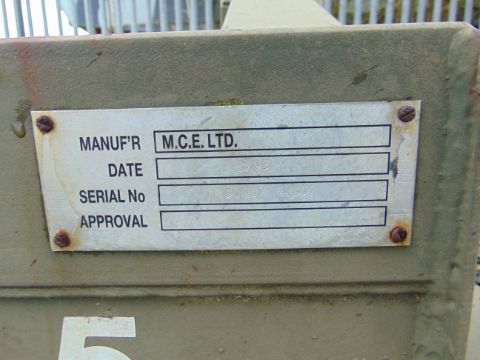 MANUF'R M.C.E. LTD.
DATE
SERIAL No
APPROVAL
5